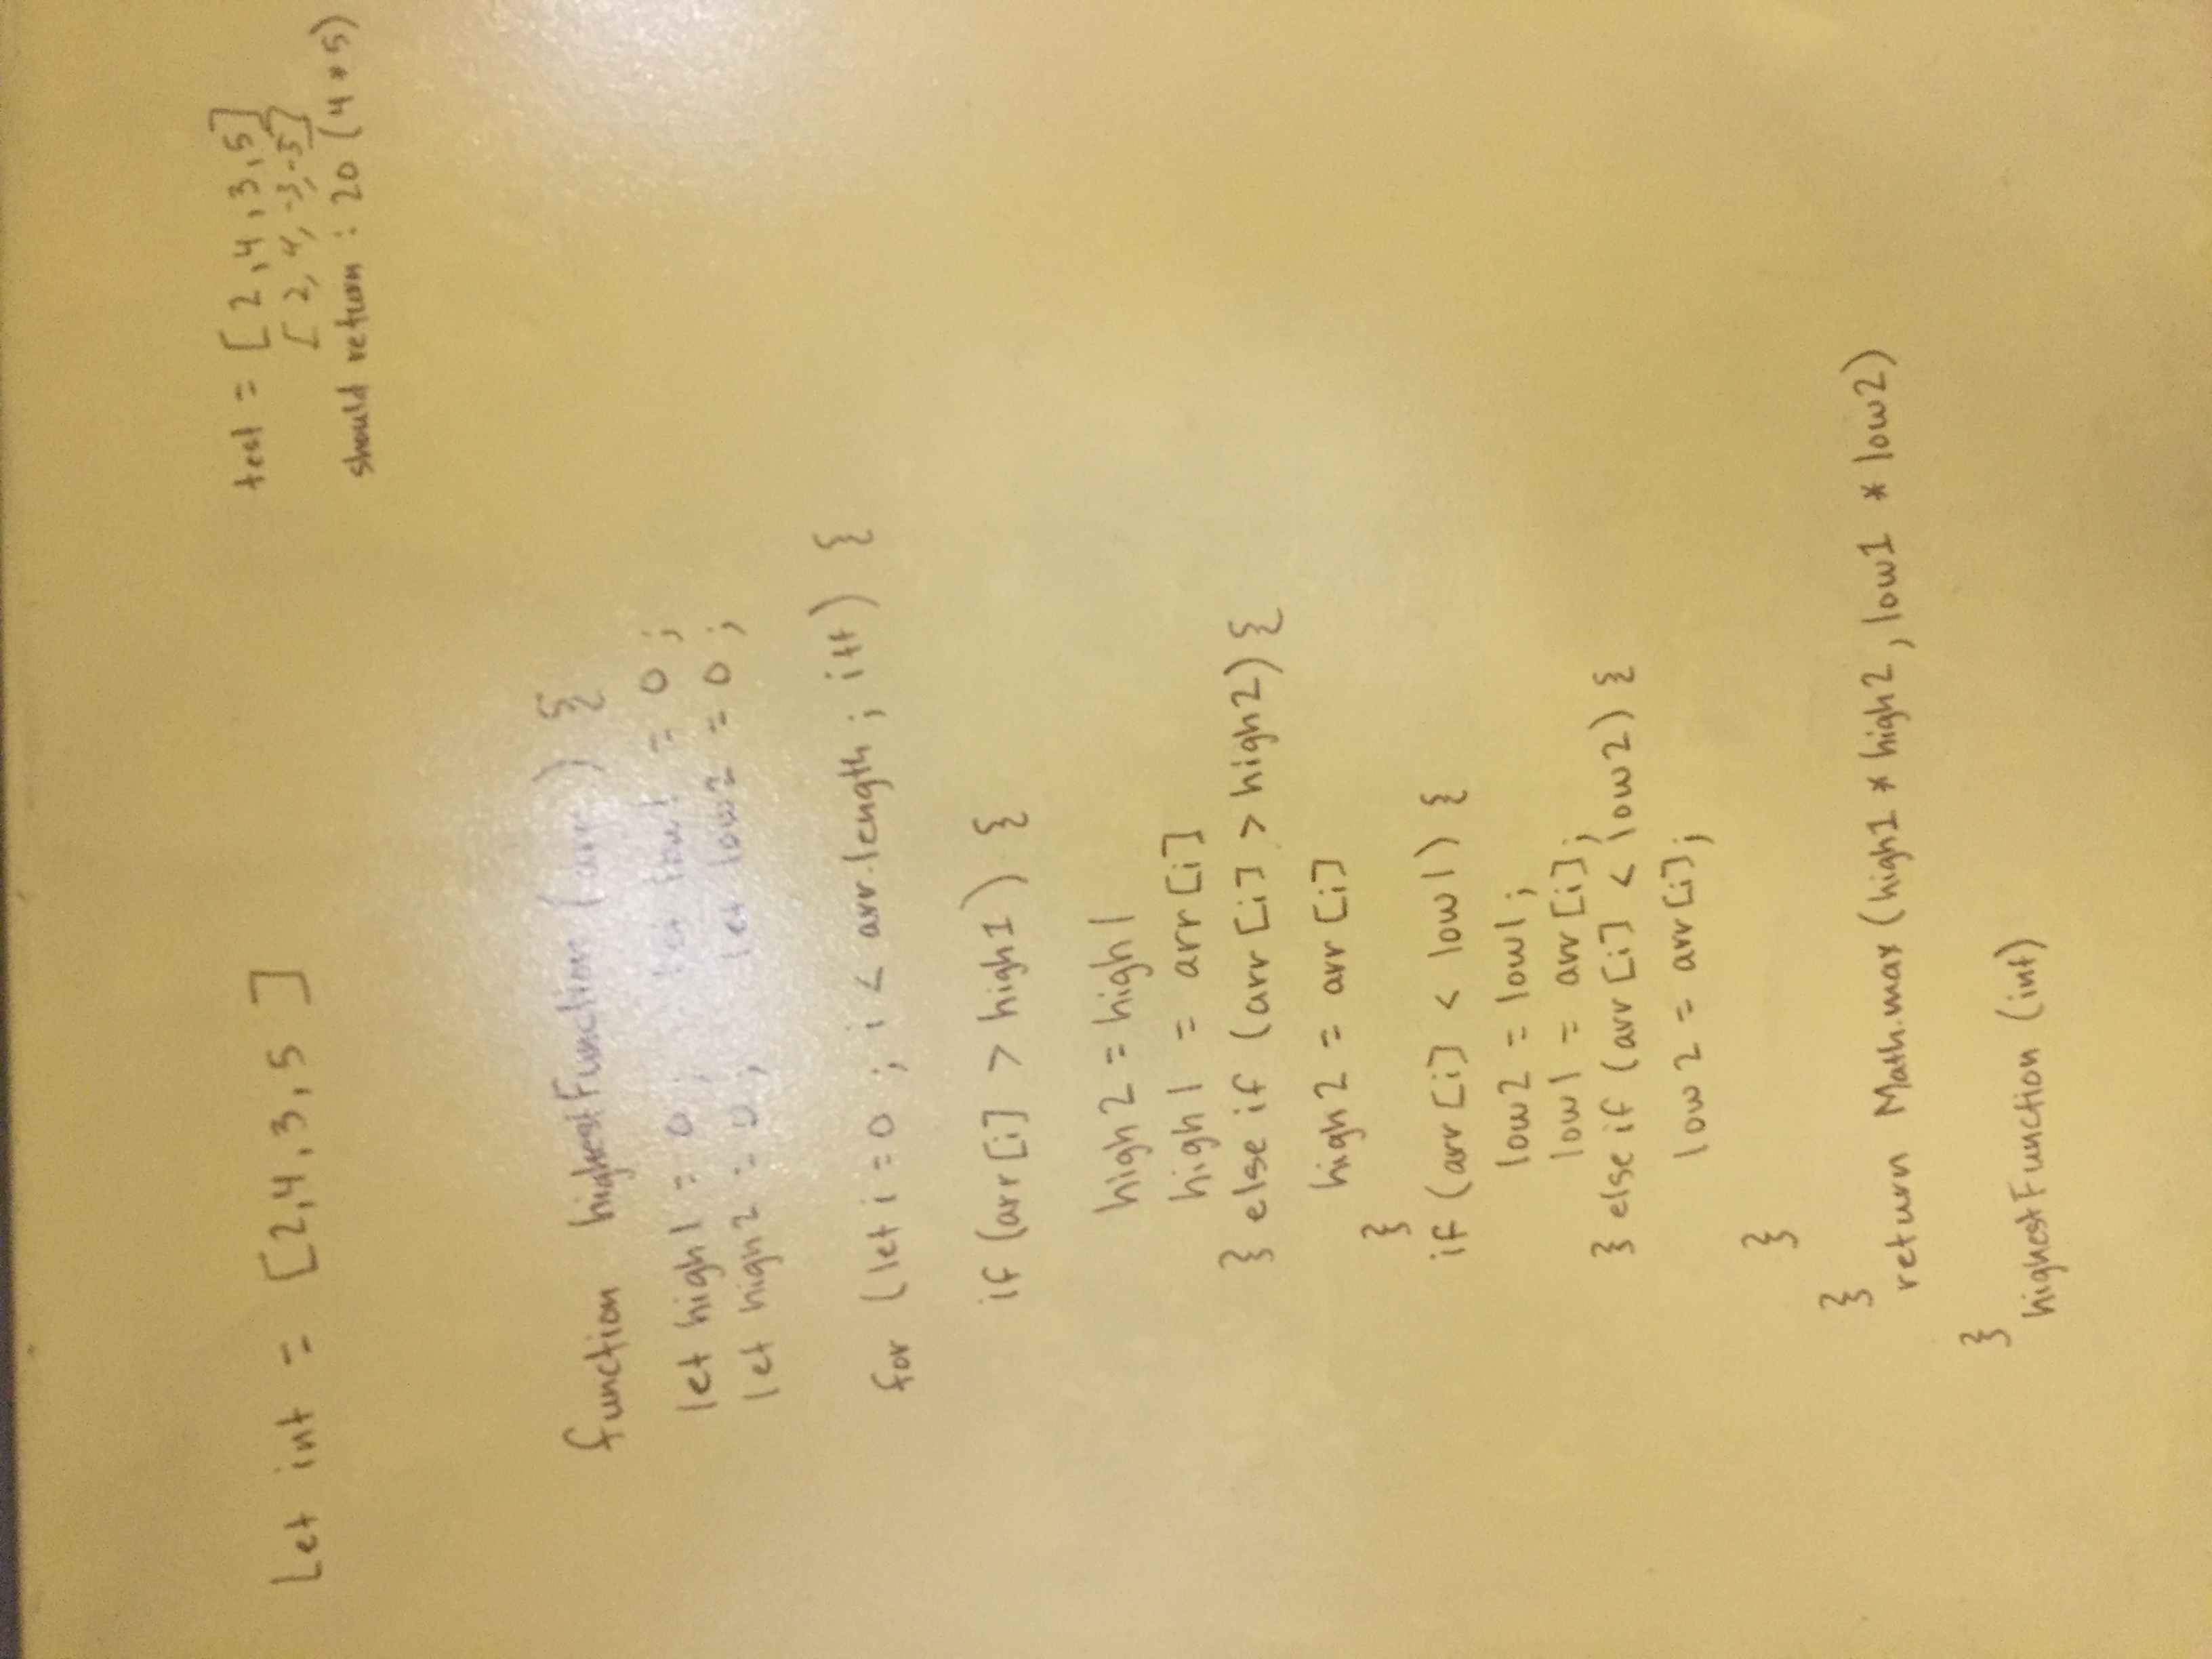 Let int = [2,4,3,5 ]
test = [ 2,4,3,5]
[ 2, 4, -3,-5]
should return : 20 (4 * 5)
function highestFunction (arr) {
let high1 = 0 ; let low1 = 0 ;
let high2 = 0 ; let low2 = 0 ;
for (let i = 0 ; i < arr.length ; i++) {
if (arr[i] > high1) {
high2 = high1
high1 = arr[i]
} else if (arr[i] > high2) {
high2 = arr[i]
}
if (arr[i] < low1) {
low2 = low1;
low1 = arr[i];
} else if (arr[i] < low2) {
low2 = arr[i];
}
}
return Math.max(high1 * high2, low1 * low2)
}
highestFunction (int)